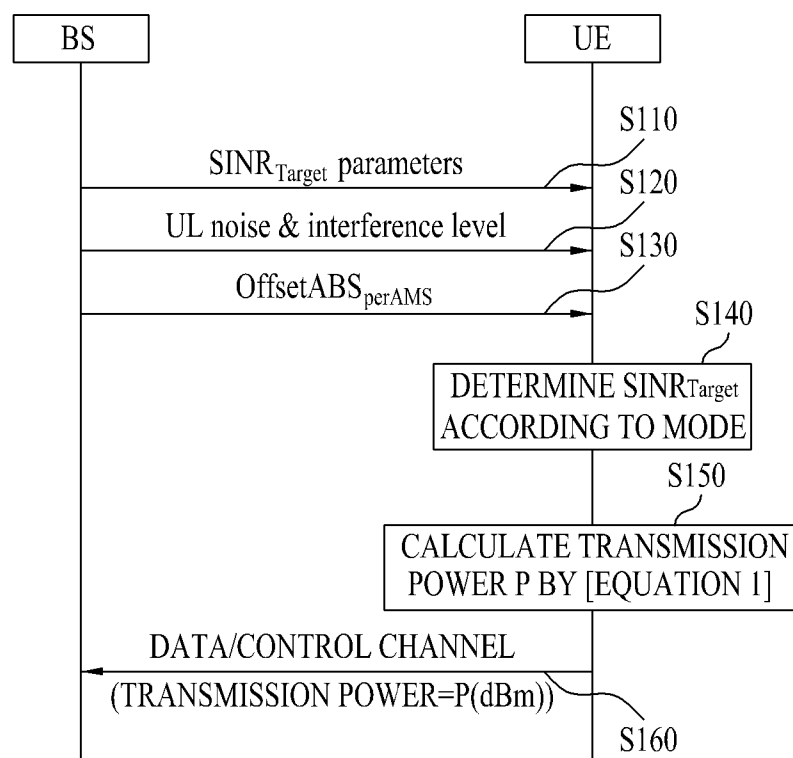 BS
UE
S110
SINRTarget parameters
S120
UL noise & interference level
S130
OffsetABSperAMS
S140
DETERMINE SINRTarget
ACCORDING TO MODE
S150
CALCULATE TRANSMISSION
POWER P BY [EQUATION 1]
DATA/CONTROL CHANNEL
(TRANSMISSION POWER=P(dBm))
S160